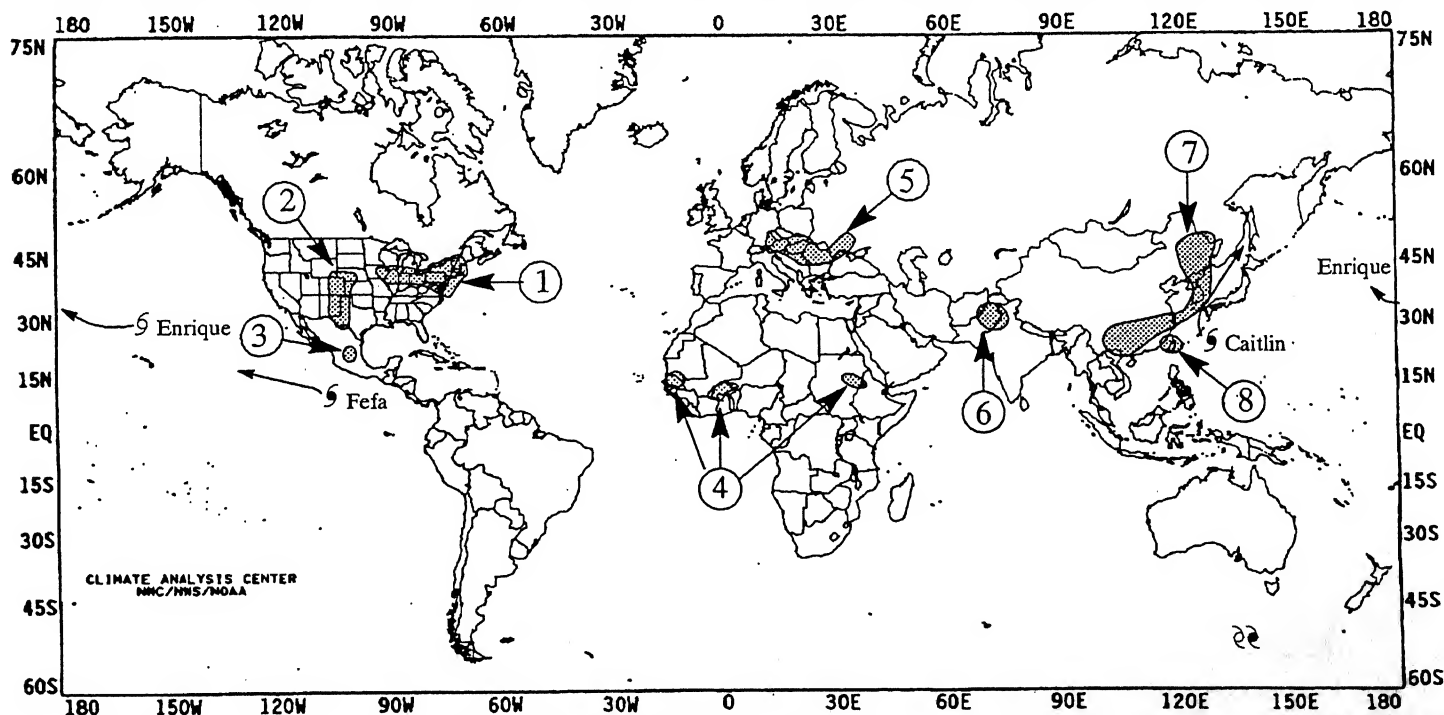 180 150W 120W 90W 60W 30W 0 30E 60E 90E 120E 150E 180
75N 75N
7
60N 60N
5
2
45N 45N
1 Enrique
30N Enrique 30N
3 Caitlin
15N 15N
Fefa 6 8
EQ EQ
4
15S 15S
30S 30S
CLIMATE ANALYSIS CENTER
NMC/NWS/NOAA
45S 45S
60S 60S
180 150W 120W 90W 60W 30W 0 30E 60E 90E 120E 150E 180